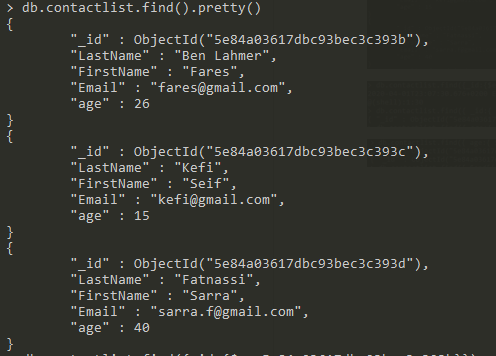 > db.contactlist.find().pretty()
{
        "_id" : ObjectId("5e84a03617dbc93bec3c393b"),
        "LastName" : "Ben Lahmer",
        "FirstName" : "Fares",
        "Email" : "fares@gmail.com",
        "age" : 26
}
{
        "_id" : ObjectId("5e84a03617dbc93bec3c393c"),
        "LastName" : "Kefi",
        "FirstName" : "Seif",
        "Email" : "kefi@gmail.com",
        "age" : 15
}
{
        "_id" : ObjectId("5e84a03617dbc93bec3c393d"),
        "LastName" : "Fatnassi",
        "FirstName" : "Sarra",
        "Email" : "sarra.f@gmail.com",
        "age" : 40
}